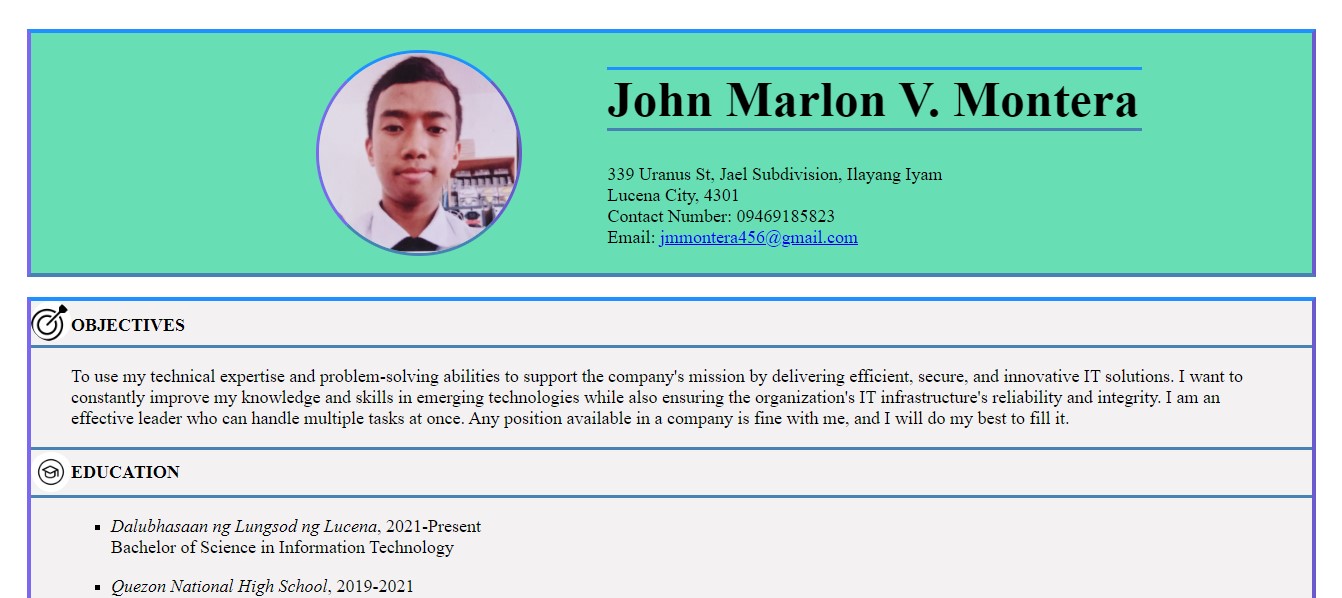 John Marlon V. Montera
339 Uranus St, Jael Subdivision, Ilayang Iyam
Lucena City, 4301
Contact Number: 09469185823
Email: jmmontera456@gmail.com
OBJECTIVES
To use my technical expertise and problem-solving abilities to support the company's mission by delivering efficient, secure, and innovative IT solutions. I want to
constantly improve my knowledge and skills in emerging technologies while also ensuring the organization's IT infrastructure's reliability and integrity. I am an
effective leader who can handle multiple tasks at once. Any position available in a company is fine with me, and I will do my best to fill it.
EDUCATION
Dalubhasaan ng Lungsod ng Lucena, 2021-Present
Bachelor of Science in Information Technology
Quezon National High School, 2019-2021